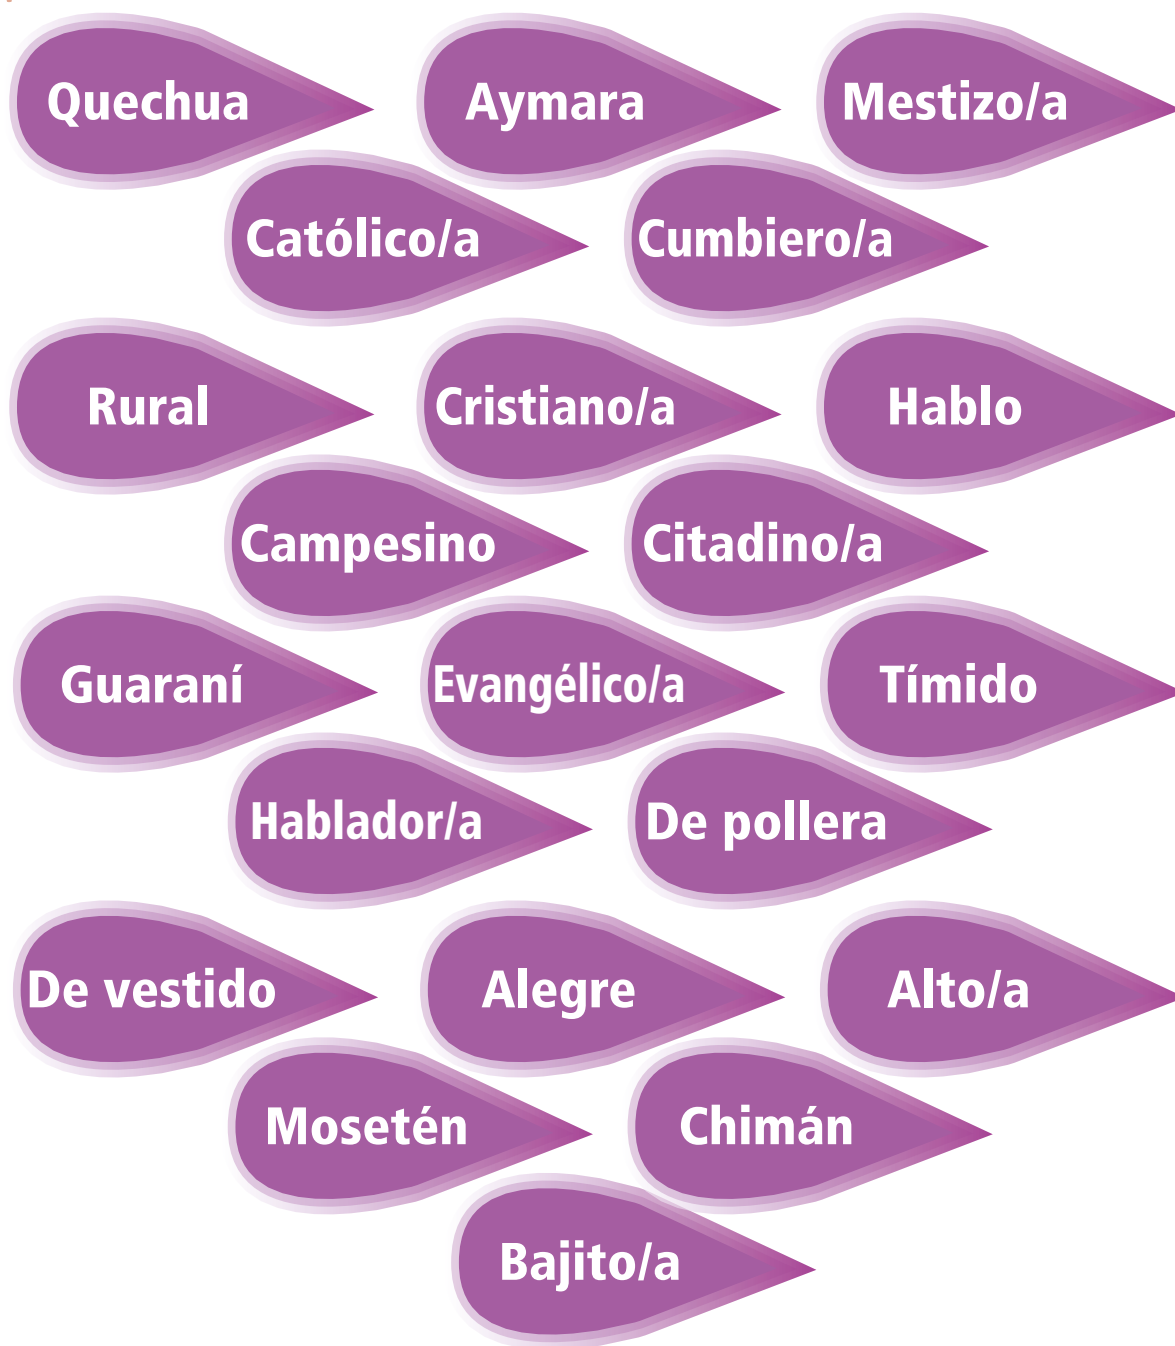 Quechua
Aymara
Mestizo/a
Católico/a
Cumbiero/a
Rural
Cristiano/a
Hablo
Campesino
Citadino/a
Guaraní
Evangélico/a
Tímido
Hablador/a
De pollera
De vestido
Alegre
Alto/a
Mosetén
Chimán
Bajito/a